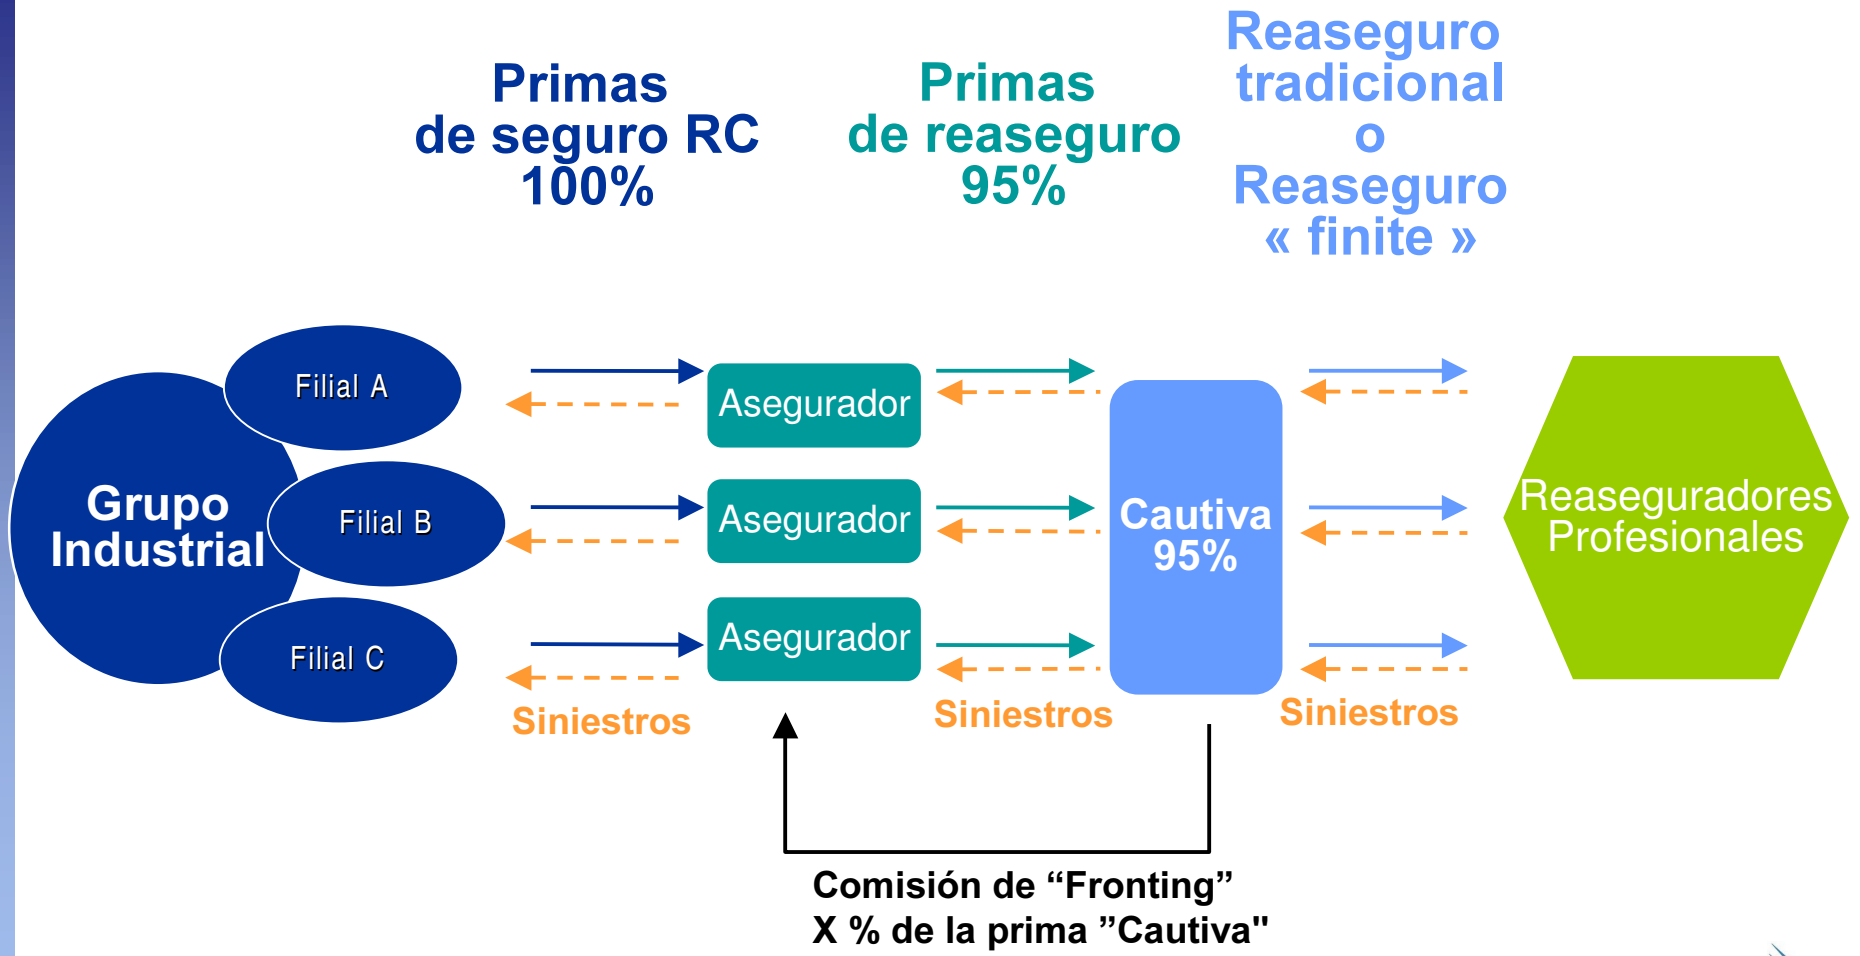 Primas
de seguro RC
100%
Primas
de reaseguro
95%
Reaseguro
tradicional
o
Reaseguro
« finite »
Grupo
Industrial
Filial A
Filial B
Filial C
Asegurador
Asegurador
Asegurador
Cautiva
95%
Reaseguradores
Profesionales
Siniestros
Siniestros
Siniestros
Comisión de “Fronting”
X % de la prima ”Cautiva"